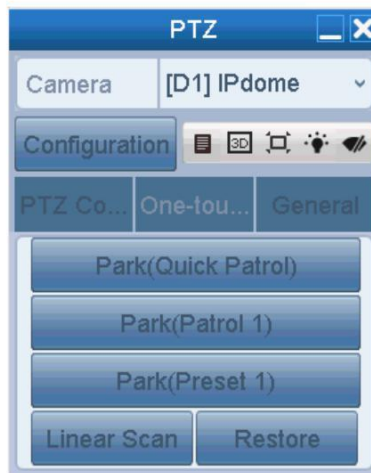 PTZ
Camera [D1] IPdome
Configuration 3D
PTZ Co... One-tou... General
Park(Quick Patrol)
Park(Patrol 1)
Park(Preset 1)
Linear Scan Restore